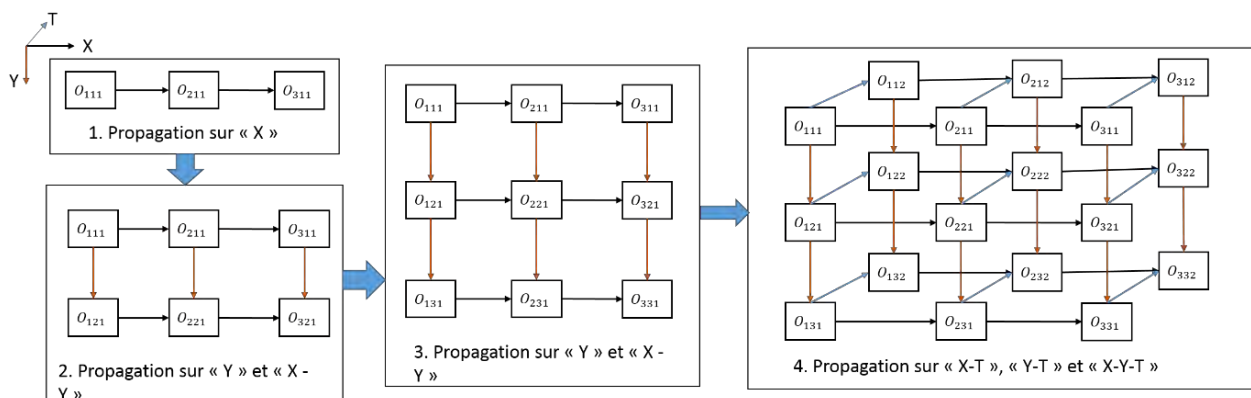 T
X
Y
O111 O211 O311
1. Propagation sur « X »
O111 O211 O311
O121 O221 O321
2. Propagation sur « Y » et « X -
Y »
O111 O211 O311
O121 O221 O321
O131 O231 O331
3. Propagation sur « Y » et « X -
Y »
O112 O212 O312
O111 O211 O311
O122 O222 O322
O121 O221 O321
O132 O232 O332
O131 O231 O331
4. Propagation sur « X-T », « Y-T » et « X-Y-T »